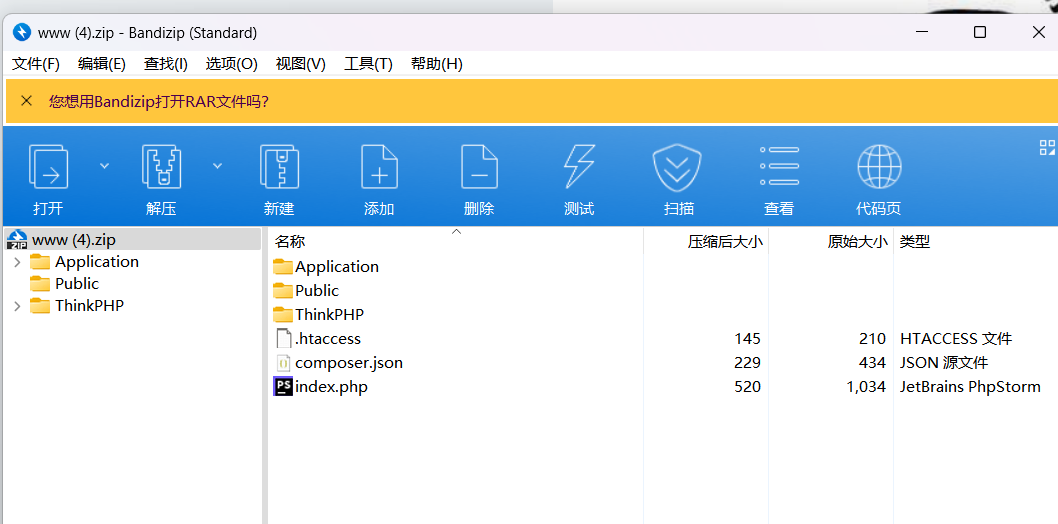 www (4).zip - Bandizip (Standard)
文件(F) 编辑(E) 查找(I) 选项(O) 视图(V) 工具(T) 帮助(H)
您想用Bandizip打开RAR文件吗?
打开 解压 新建 添加 删除 测试 扫描 查看 代码页
ZIP www (4).zip
Application
Public
ThinkPHP
名称 压缩后大小 原始大小 类型
Application
Public
ThinkPHP
.htaccess 145 210 HTACCESS 文件
composer.json 229 434 JSON 源文件
PS index.php 520 1,034 JetBrains PhpStorm